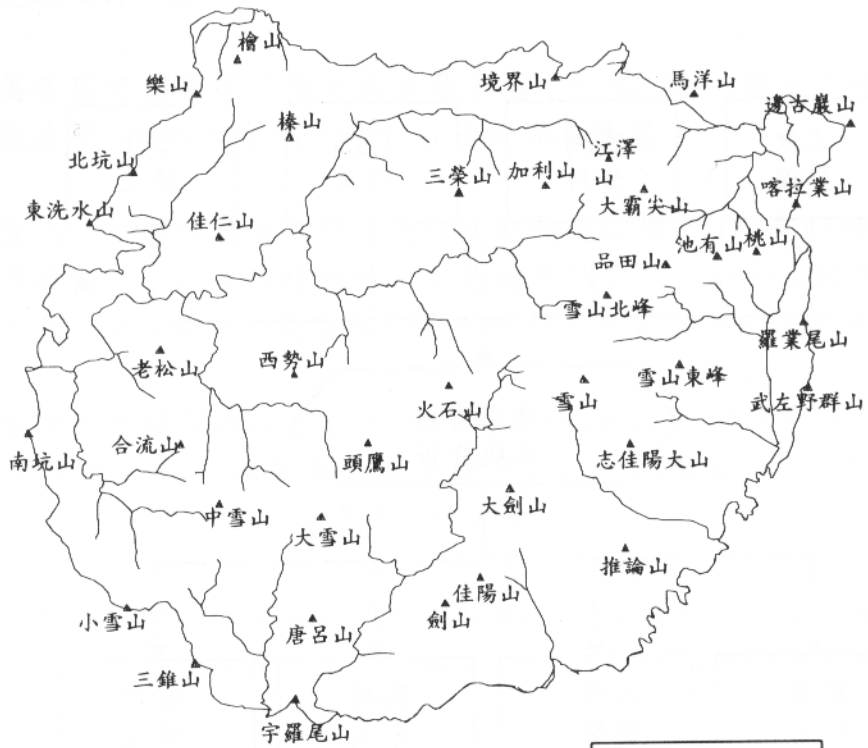 檜山
樂山
境界山
馬洋山
邊古巖山
榛山
北坑山
三榮山
加利山
江澤
山
大霸尖山
喀拉業山
東洗水山
佳仁山
池有山
桃山
品田山
雪山北峰
羅業尾山
老松山
西勢山
火石山
雪山
雪山東峰
武左野群山
南坑山
合流山
頭鷹山
志佳陽大山
中雪山
大雪山
大劍山
推論山
小雪山
唐呂山
劍山
佳陽山
三錐山
宇羅尾山